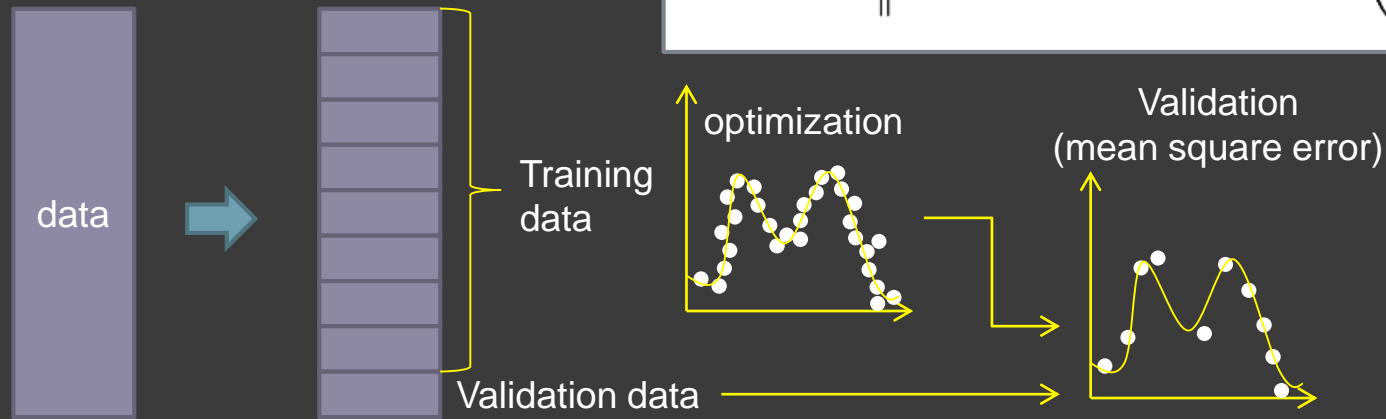 data
Training
data
Validation data
optimization
Validation
(mean square error)